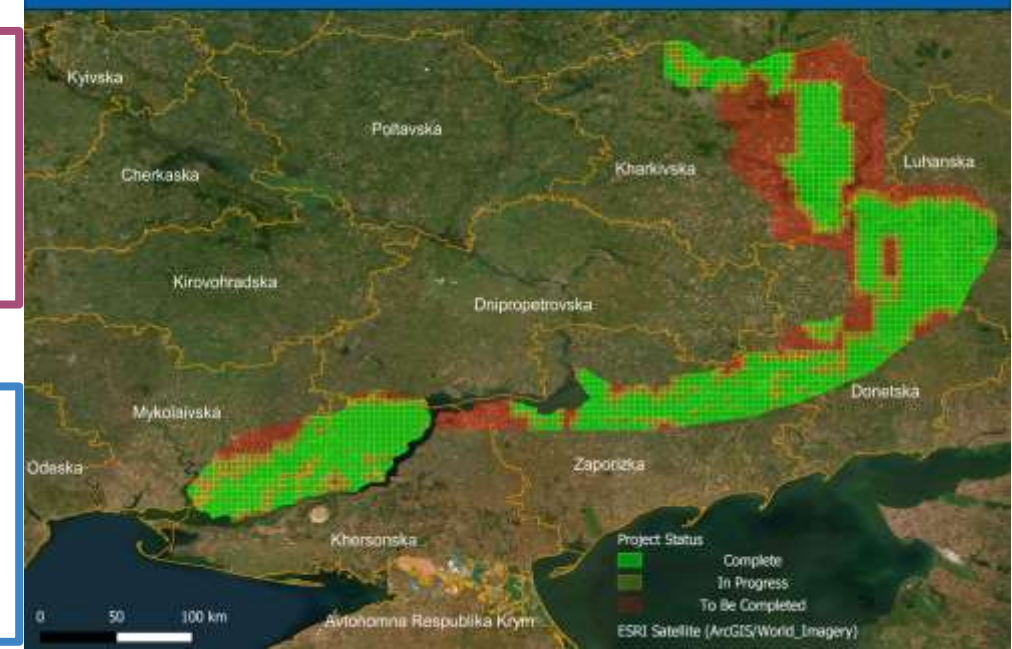 Kyivska
Poltavska
Cherkaska
Kharkivska
Luhanska
Kirovohradska
Dnipropetrovska
Donetska
Mykolaivska
Odeska
Zaporizka
Khersonska
Project Status
Complete
In Progress
To Be Completed
0 50 100 km
Avtonomna Respublika Krym
ESRI Satellite (ArcGIS/World_Imagery)